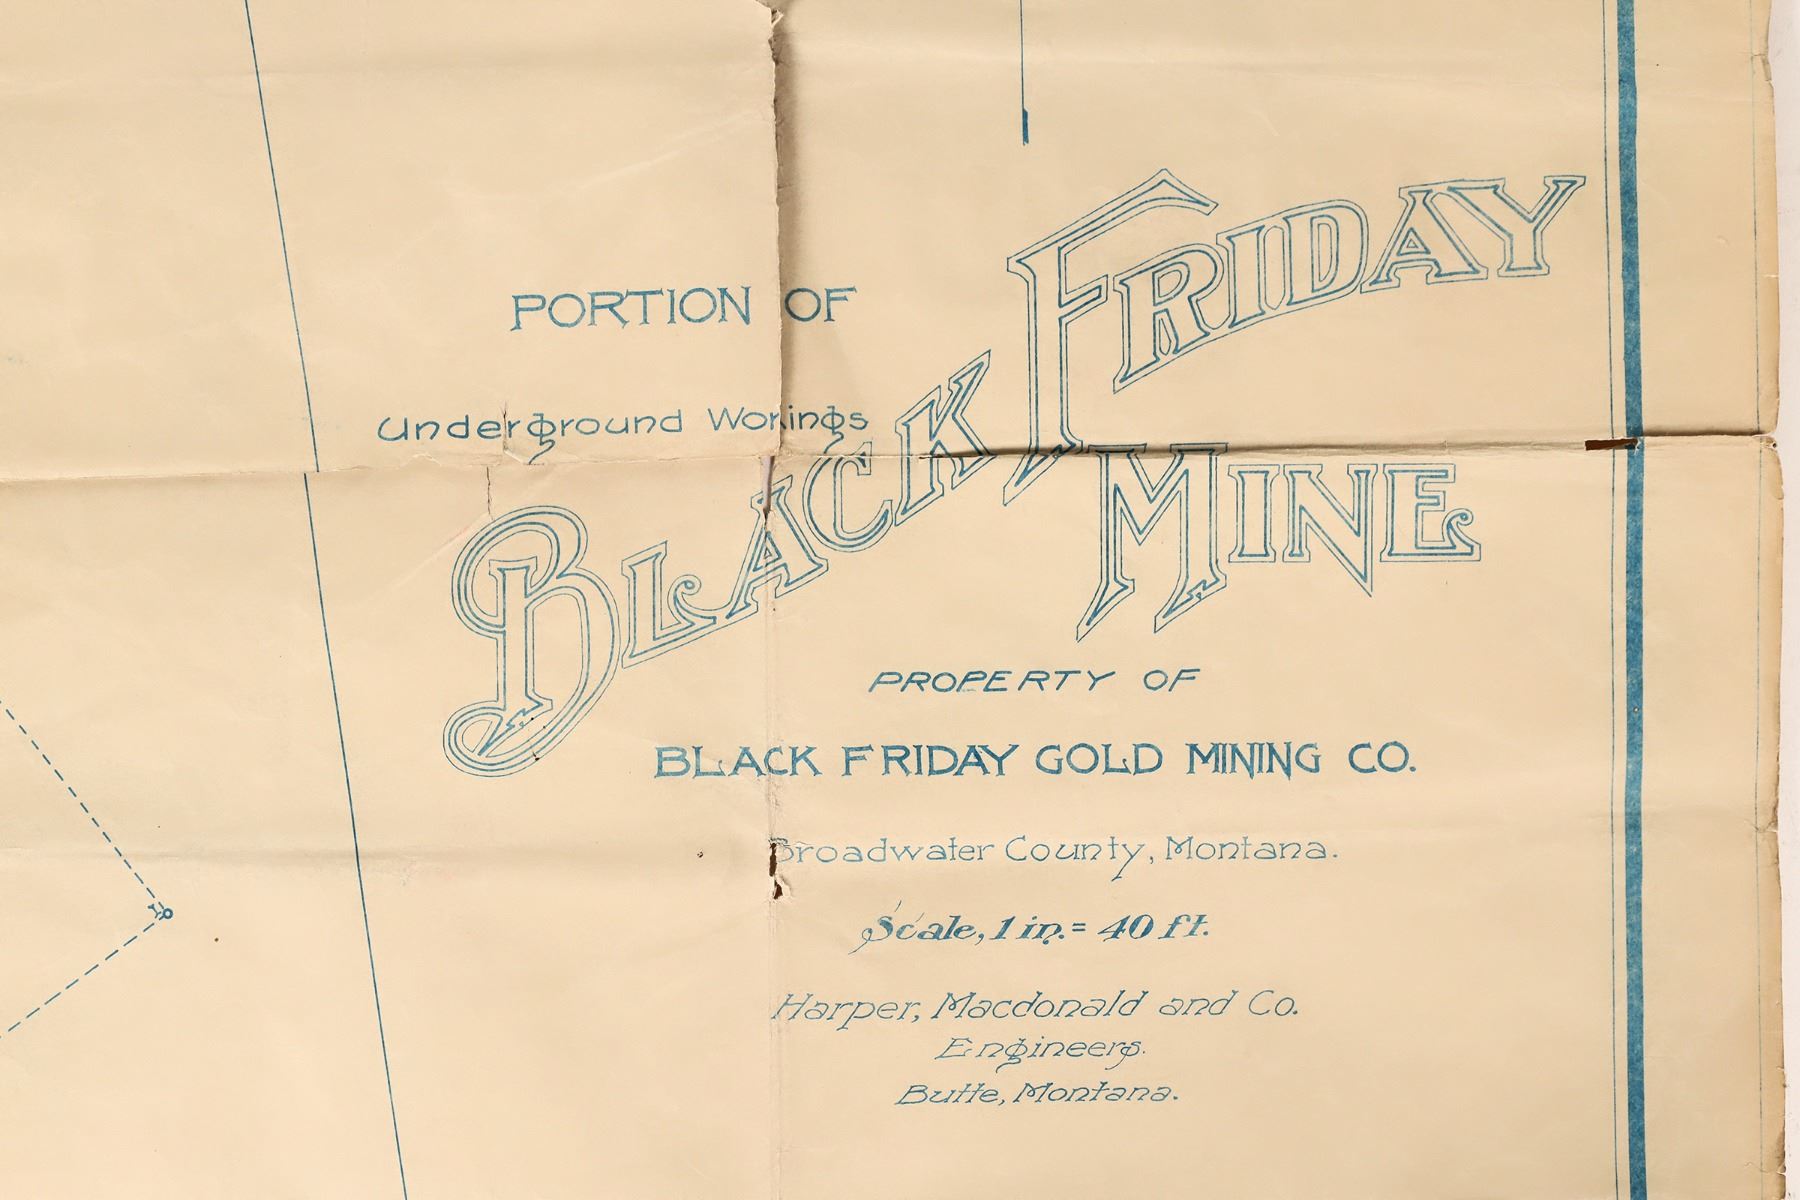 PORTION OF
Underground Workings
BLACK FRIDAY
MINE
PROPERTY OF
BLACK FRIDAY GOLD MINING CO.
Broadwater County, Montana.
Scale, 1 in. = 40 ft.
Harper, Macdonald and Co.
Engineers.
Butte, Montana.